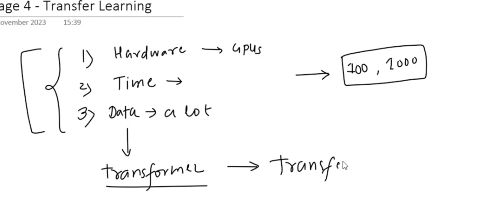 age 4 - Transfer Learning
ovember 2023 15:39
1) Hardware → GPUs
2) Time →
3) Data → a lot
700, 1000
transformer → Transfe